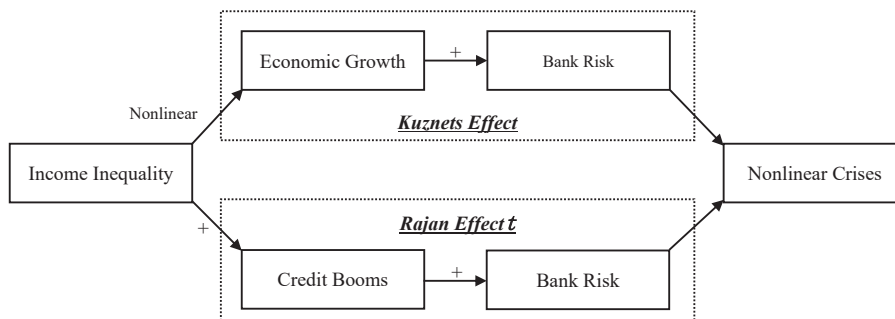 Economic Growth
+
Bank Risk
Nonlinear
Kuznets Effect
Income Inequality
Nonlinear Crises
Rajan Effect t
+
Credit Booms
+
Bank Risk